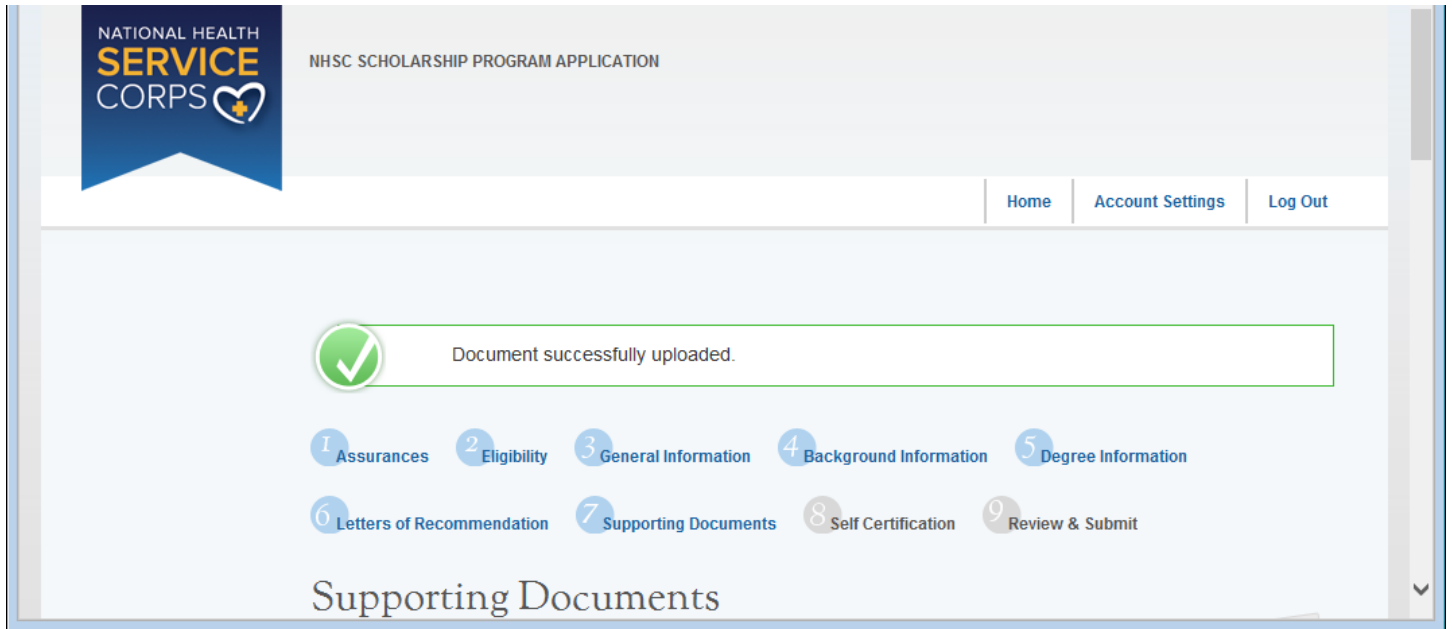 NATIONAL HEALTH
SERVICE
CORPS
NHSC SCHOLARSHIP PROGRAM APPLICATION
Home Account Settings Log Out
Document successfully uploaded.
1 Assurances 2 Eligibility 3 General Information 4 Background Information 5 Degree Information
6 Letters of Recommendation 7 Supporting Documents 8 Self Certification 9 Review & Submit
Supporting Documents